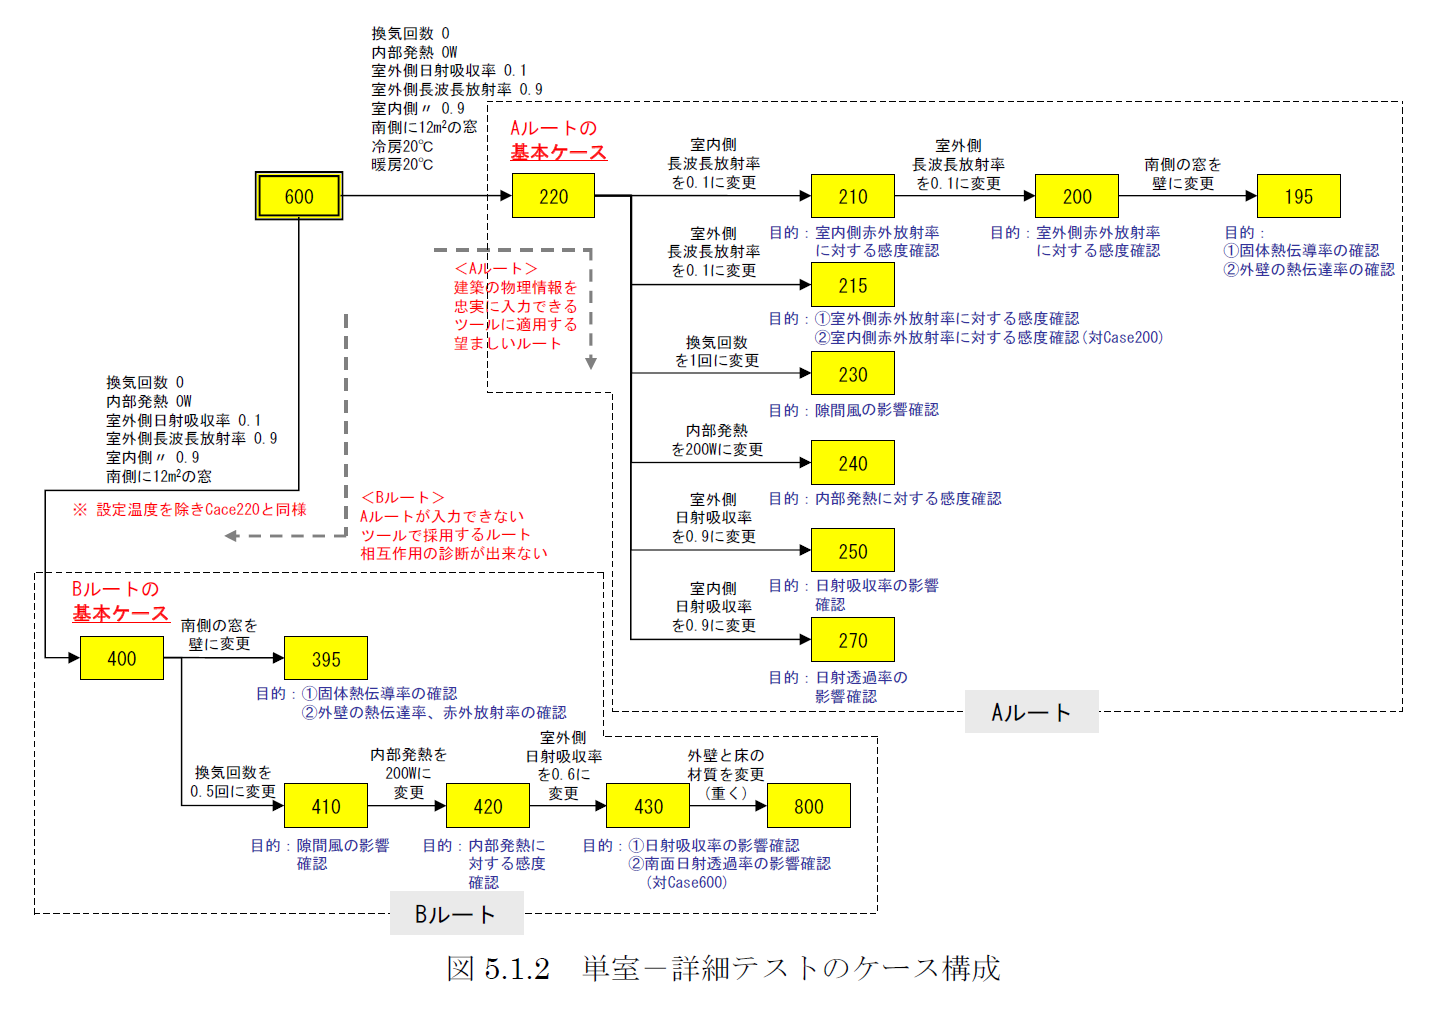 換気回数 0
内部発熱 0W
室外側日射吸収率 0.1
室外側長波長放射率 0.9
室内側〃 0.9
南側に12m²の窓
冷房20℃
暖房20℃
600
Aルートの
基本ケース
220
室内側
長波長放射率
を0.1に変更
210
目的：室内側赤外放射率
に対する感度確認
室外側
長波長放射率
を0.1に変更
200
目的：室外側赤外放射率
に対する感度確認
南側の窓を
壁に変更
195
目的：
①固体熱伝導率の確認
②外壁の熱伝達率の確認
室外側
長波長放射率
を0.1に変更
215
目的：①室外側赤外放射率に対する感度確認
②室内側赤外放射率に対する感度確認(対Case200)
換気回数
を1回に変更
230
目的：隙間風の影響確認
内部発熱
を200Wに変更
240
目的：内部発熱に対する感度確認
室外側
日射吸収率
を0.9に変更
250
目的：日射吸収率の影響
確認
室内側
日射吸収率
を0.9に変更
270
目的：日射透過率の
影響確認
Aルート
＜Aルート＞
建築の物理情報を
忠実に入力できる
ツールに適用する
望ましいルート
換気回数 0
内部発熱 0W
室外側日射吸収率 0.1
室外側長波長放射率 0.9
室内側〃 0.9
南側に12m²の窓
※ 設定温度を除きCace220と同様
＜Bルート＞
Aルートが入力できない
ツールで採用するルート
相互作用の診断が出来ない
Bルートの
基本ケース
400
南側の窓を
壁に変更
395
目的：①固体熱伝導率の確認
②外壁の熱伝達率、赤外放射率の確認
換気回数を
0.5回に変更
410
目的：隙間風の影響
確認
内部発熱を
200Wに
変更
420
目的：内部発熱に
対する感度
確認
室外側
日射吸収率
を0.6に
変更
430
目的：①日射吸収率の影響確認
②南面日射透過率の影響確認
(対Case600)
外壁と床の
材質を変更
(重く)
800
Bルート
図 5.1.2　単室－詳細テストのケース構成